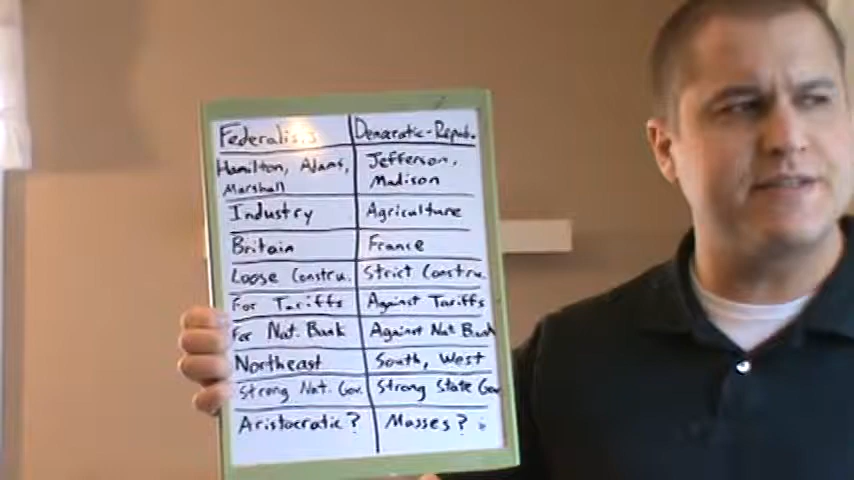 Federalists Democratic-Repub.
Hamilton, Adams, Jefferson,
Marshall Madison
Industry Agriculture
Britain France
Loose Constru. Strict Constru.
For Tariffs Against Tariffs
For Nat. Bank Against Nat Bank
Northeast South, West
Strong Nat. Gov. Strong State Gov
Aristocratic? Masses?